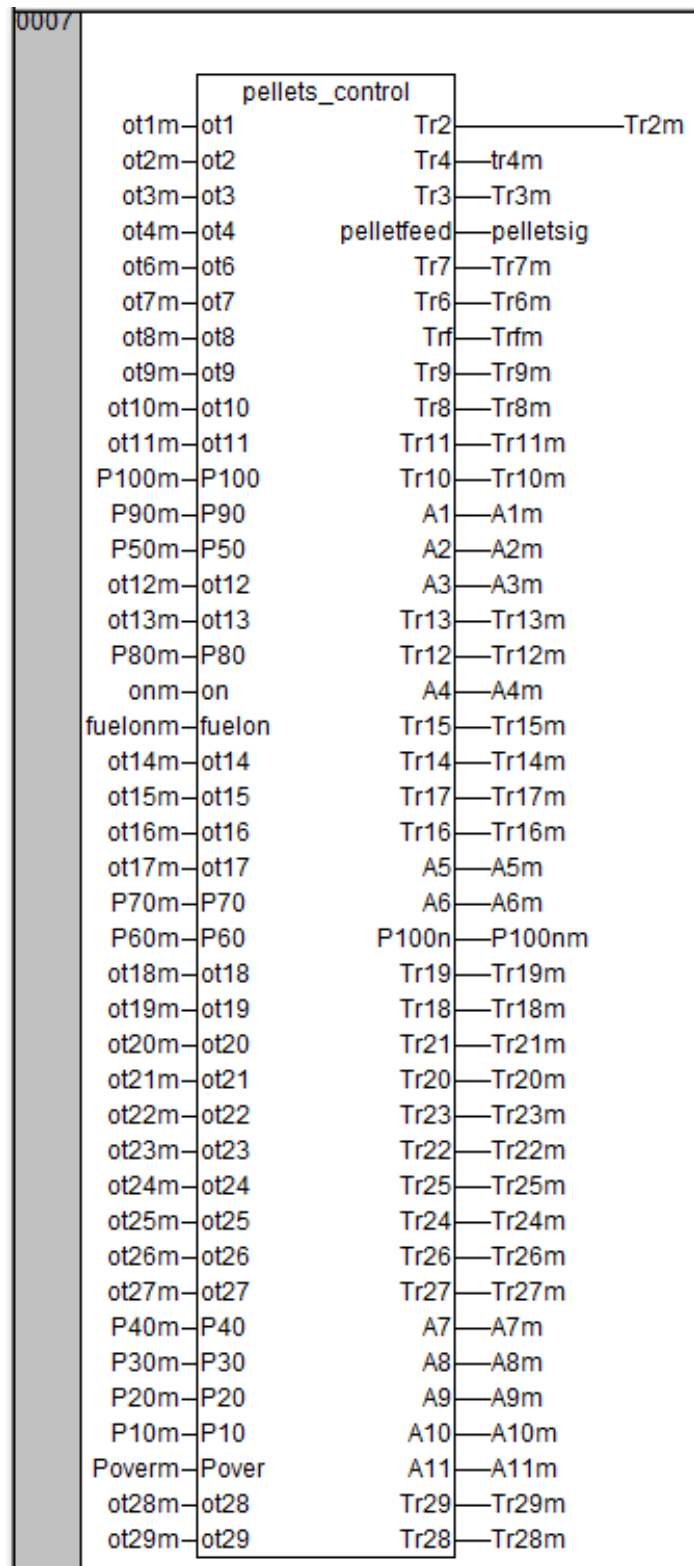 0007
pellets_control
ot1m ot1 Tr2 Tr2m
ot2m ot2 Tr4 tr4m
ot3m ot3 Tr3 Tr3m
ot4m ot4 pelletfeed pelletsig
ot6m ot6 Tr7 Tr7m
ot7m ot7 Tr6 Tr6m
ot8m ot8 Trf Trfm
ot9m ot9 Tr9 Tr9m
ot10m ot10 Tr8 Tr8m
ot11m ot11 Tr11 Tr11m
P100m P100 Tr10 Tr10m
P90m P90 A1 A1m
P50m P50 A2 A2m
ot12m ot12 A3 A3m
ot13m ot13 Tr13 Tr13m
P80m P80 Tr12 Tr12m
onm on A4 A4m
fuelonm fuelon Tr15 Tr15m
ot14m ot14 Tr14 Tr14m
ot15m ot15 Tr17 Tr17m
ot16m ot16 Tr16 Tr16m
ot17m ot17 A5 A5m
P70m P70 A6 A6m
P60m P60 P100n P100nm
ot18m ot18 Tr19 Tr19m
ot19m ot19 Tr18 Tr18m
ot20m ot20 Tr21 Tr21m
ot21m ot21 Tr20 Tr20m
ot22m ot22 Tr23 Tr23m
ot23m ot23 Tr22 Tr22m
ot24m ot24 Tr25 Tr25m
ot25m ot25 Tr24 Tr24m
ot26m ot26 Tr26 Tr26m
ot27m ot27 Tr27 Tr27m
P40m P40 A7 A7m
P30m P30 A8 A8m
P20m P20 A9 A9m
P10m P10 A10 A10m
Poverm Pover A11 A11m
ot28m ot28 Tr29 Tr29m
ot29m ot29 Tr28 Tr28m